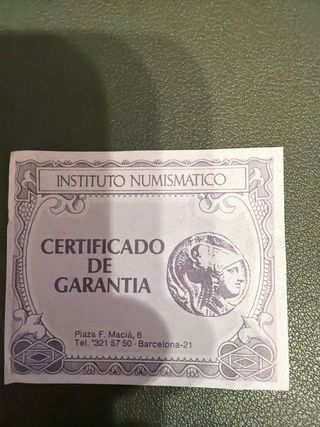 INSTITUTO NUMISMATICO
CERTIFICADO
DE
GARANTIA
Plaza F. Macià, 6
Tel. *321 57 50 - Barcelona-21